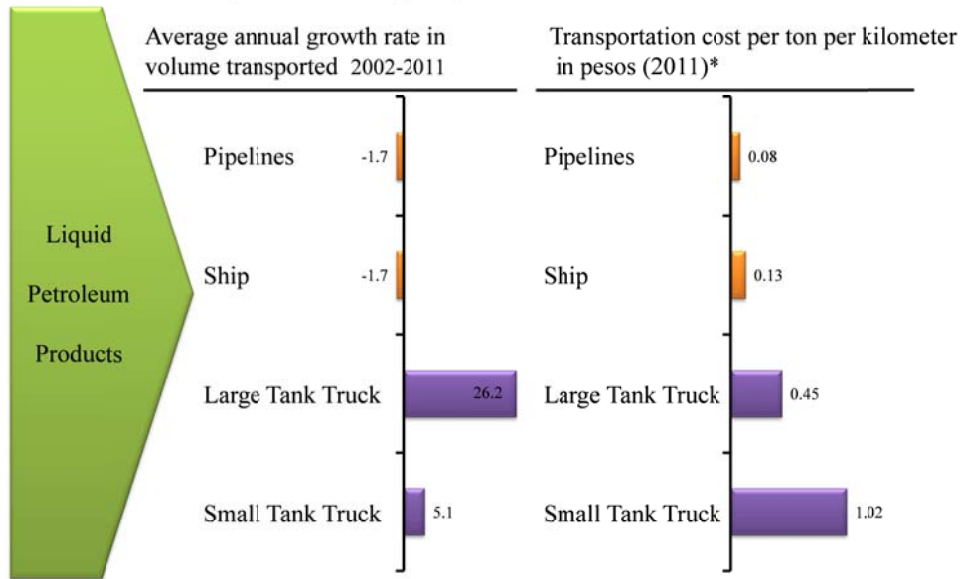 Liquid
Petroleum
Products
Average annual growth rate in
volume transported 2002-2011
Pipelines
-1.7
Ship
-1.7
Large Tank Truck
26.2
Small Tank Truck
5.1
Transportation cost per ton per kilometer
in pesos (2011)*
Pipelines
0.08
Ship
0.13
Large Tank Truck
0.45
Small Tank Truck
1.02